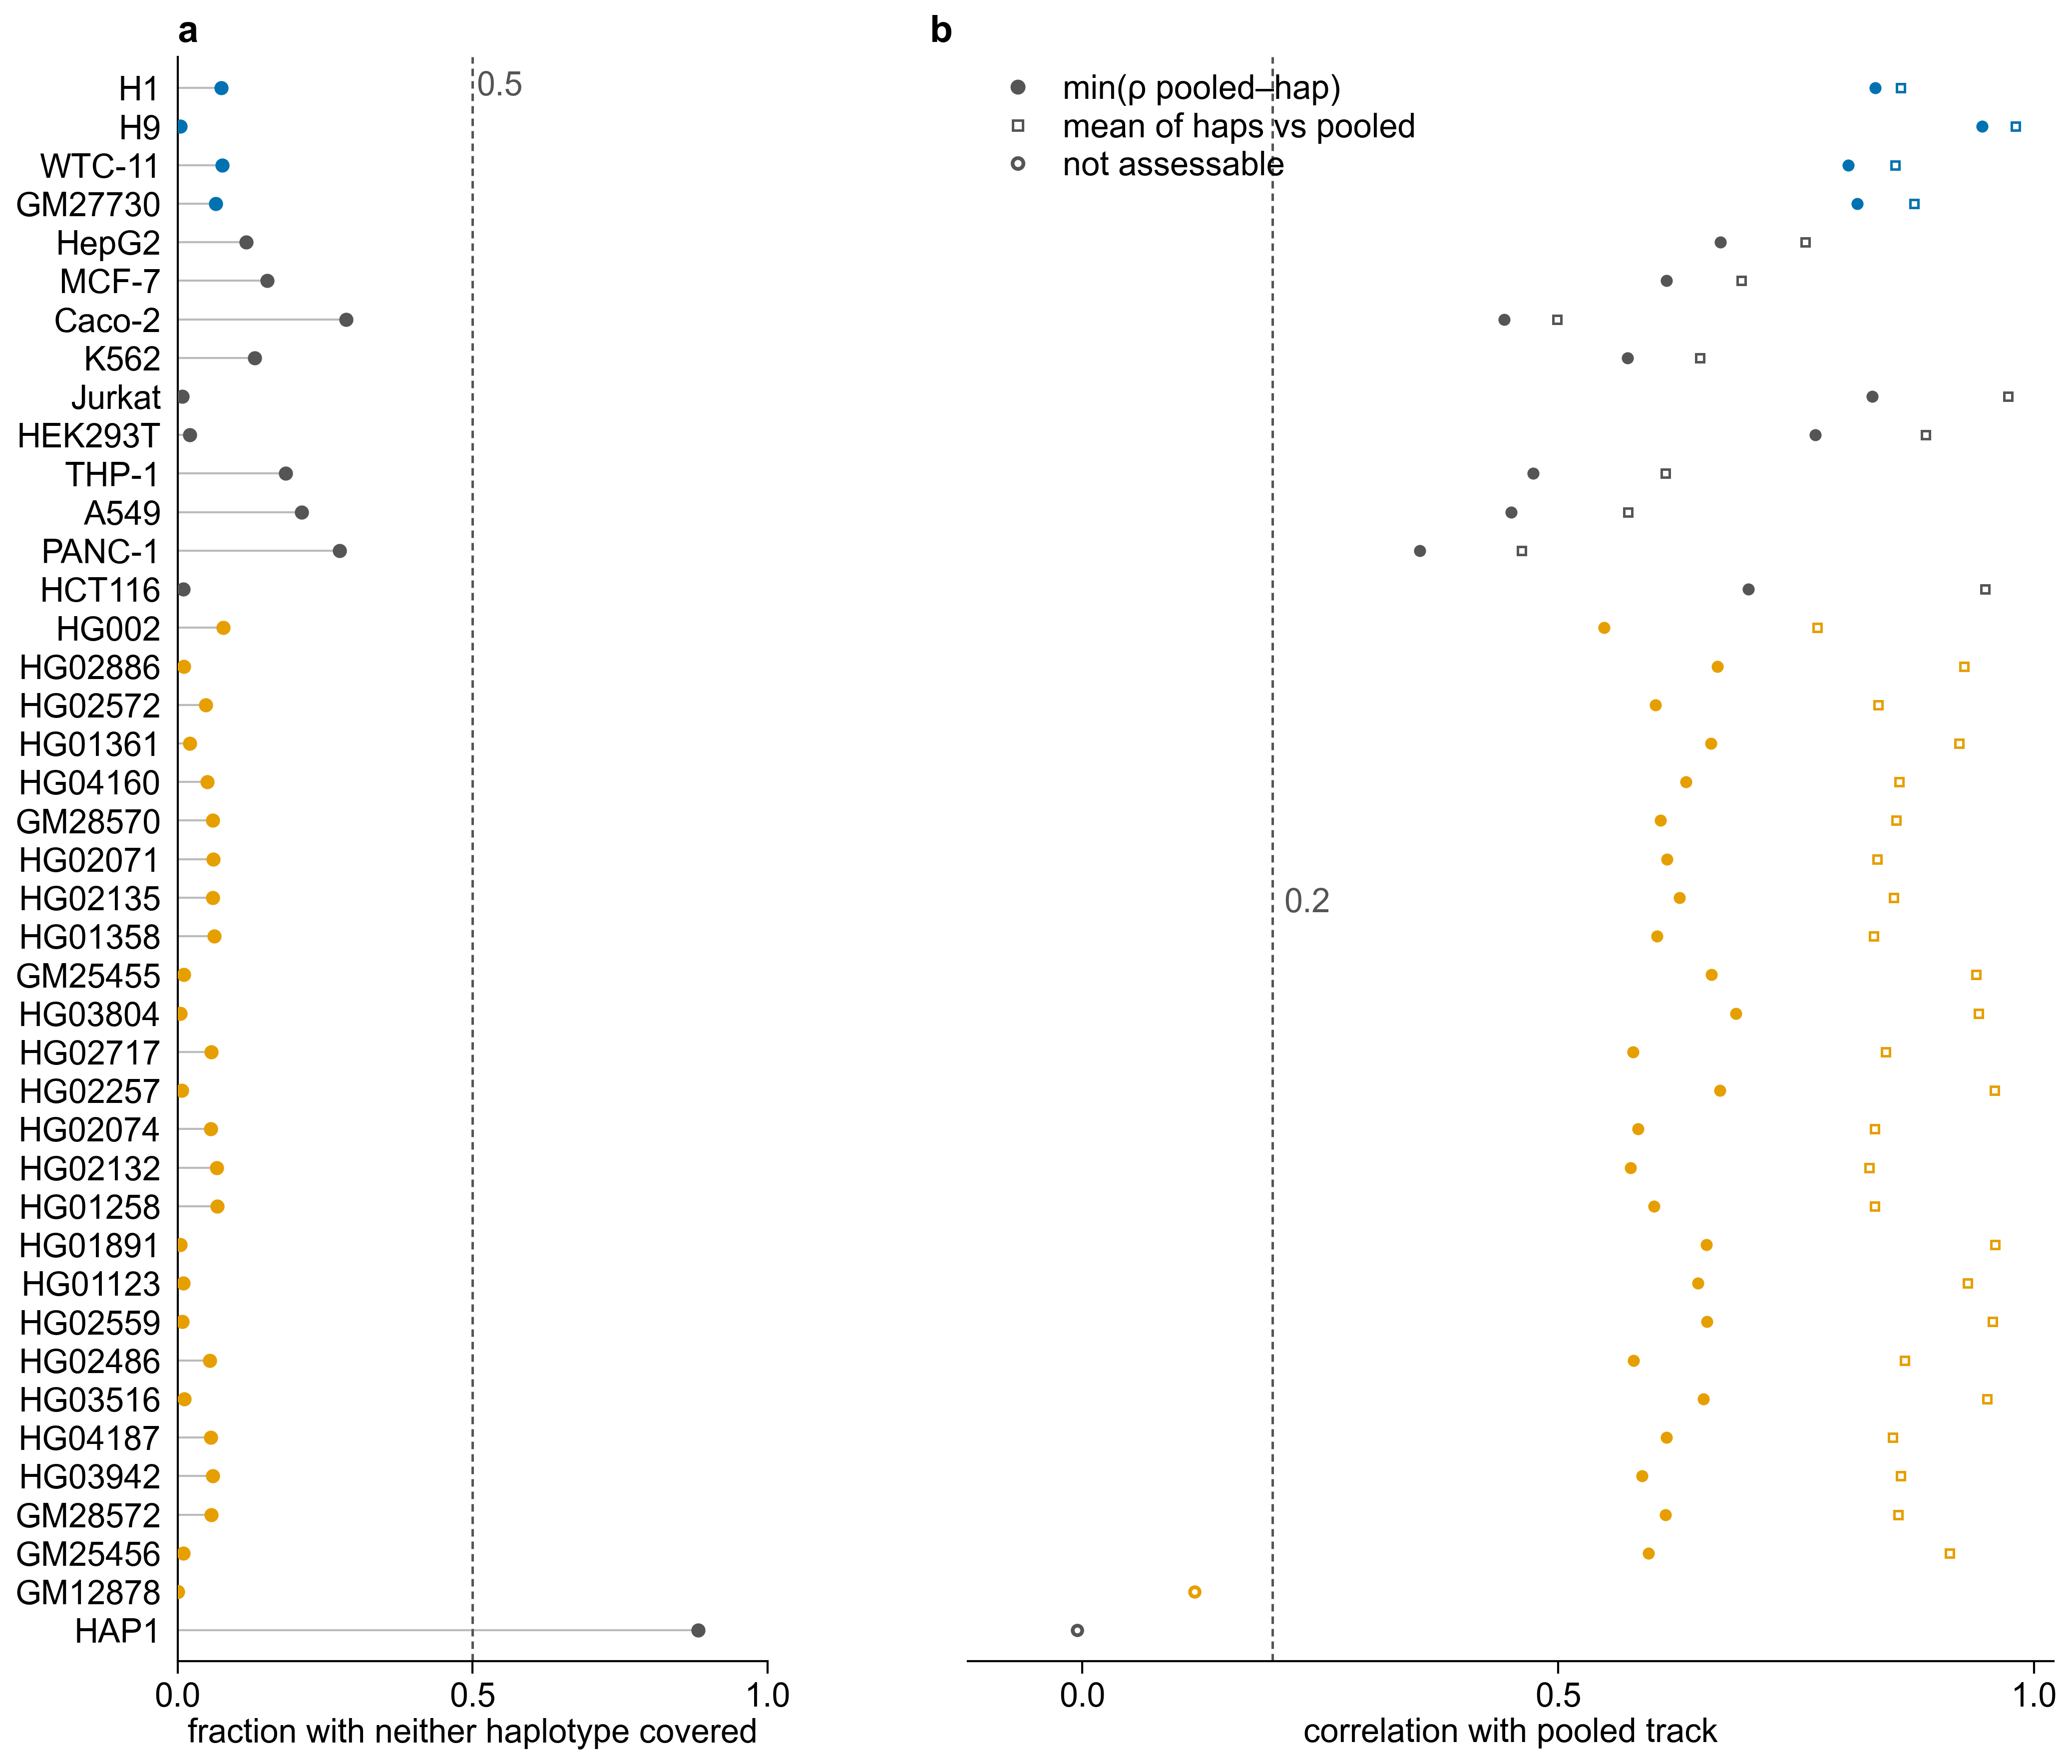 a
b
H1
H9
WTC-11
GM27730
HepG2
MCF-7
Caco-2
K562
Jurkat
HEK293T
THP-1
A549
PANC-1
HCT116
HG002
HG02886
HG02572
HG01361
HG04160
GM28570
HG02071
HG02135
HG01358
GM25455
HG03804
HG02717
HG02257
HG02074
HG02132
HG01258
HG01891
HG01123
HG02559
HG02486
HG03516
HG04187
HG03942
GM28572
GM25456
GM12878
HAP1
0.5
0.0 0.5 1.0
fraction with neither haplotype covered
min(ρ pooled–hap)
mean of haps vs pooled
not assessable
0.2
0.0 0.5 1.0
correlation with pooled track